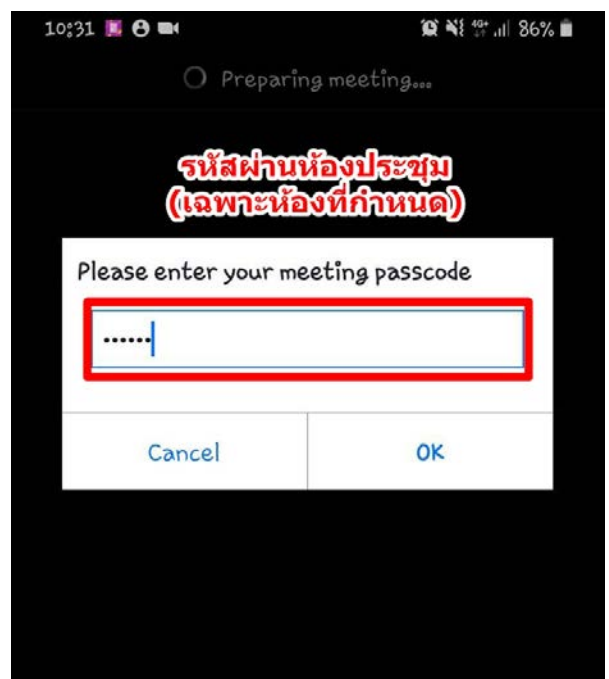 10:31 86%
Preparing meeting...
รหัสผ่านห้องประชุม
(เฉพาะห้องที่กำหนด)
Please enter your meeting passcode
••••••
Cancel OK